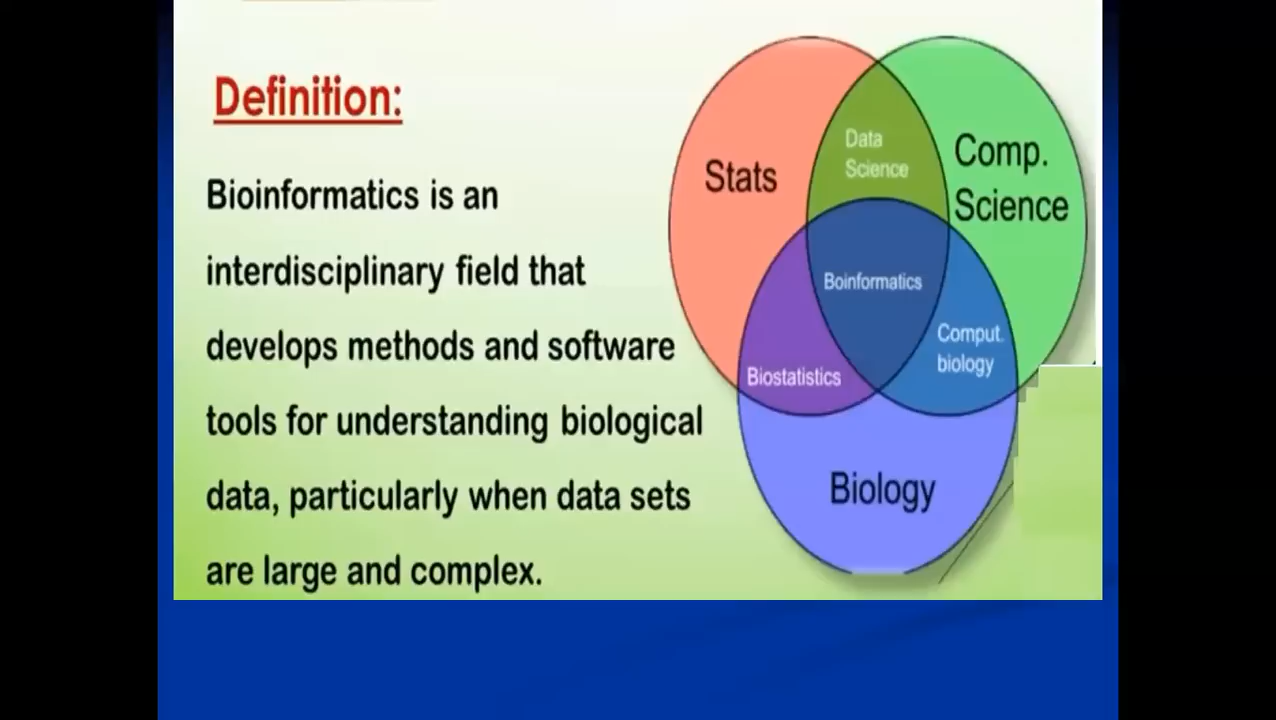 Definition:
Bioinformatics is an
interdisciplinary field that
develops methods and software
tools for understanding biological
data, particularly when data sets
are large and complex.
Stats
Data
Science
Comp.
Science
Boinformatics
Biostatistics
Comput.
biology
Biology